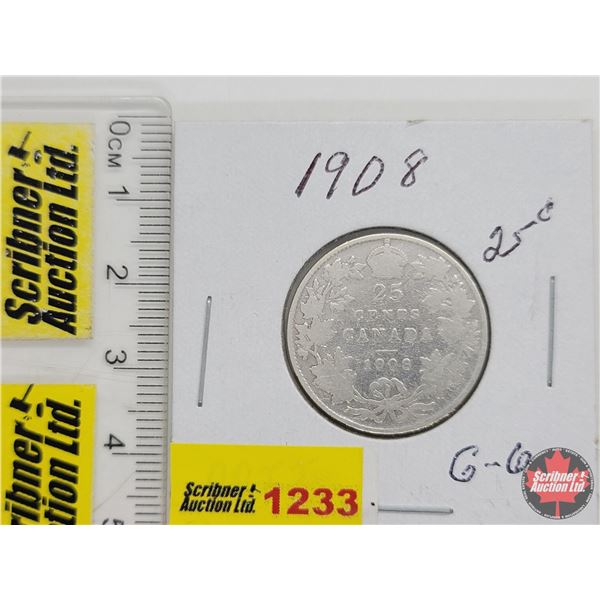 Scribner
Auction Ltd.
Scribner
Auction Ltd.
0CM 1 2 3 4 5
1908
25¢
25
CENTS
CANADA
1908
G-6
Scribner
Auction Ltd.
1233
Scribner
Auction Ltd.